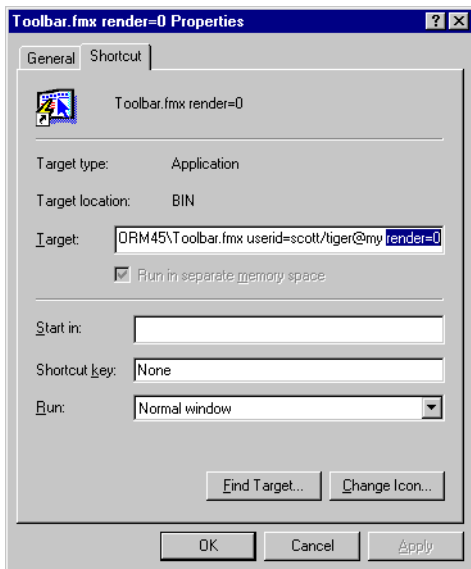 Toolbar.fmx render=0 Properties
General Shortcut
Toolbar.fmx render=0
Target type: Application
Target location: BIN
Target: ORM45\Toolbar.fmx userid=scott/tiger@my render=0
Run in separate memory space
Start in:
Shortcut key: None
Run: Normal window
Find Target... Change Icon...
OK Cancel Apply